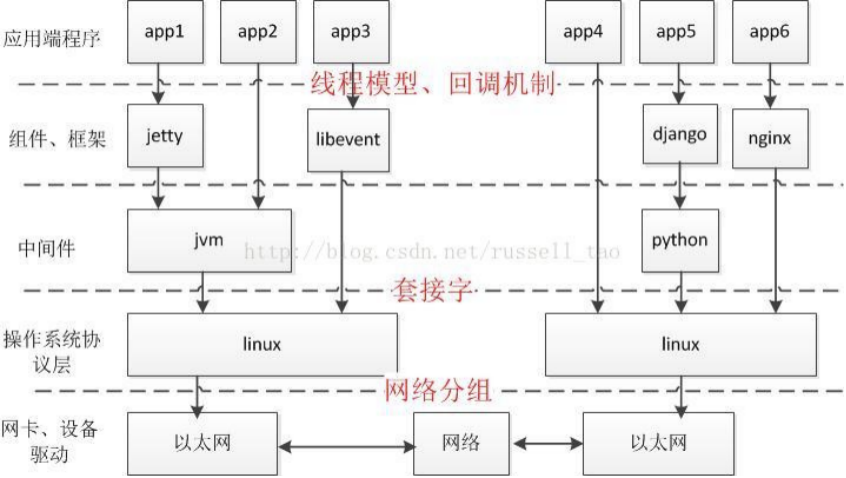 应用端程序
app1
app2
app3
app4
app5
app6
线程模型、回调机制
组件、框架
jetty
libevent
django
nginx
中间件
jvm
http://blog.csdn.net/russell_tao
python
套接字
操作系统协
议层
linux
linux
网络分组
网卡、设备
驱动
以太网
网络
以太网